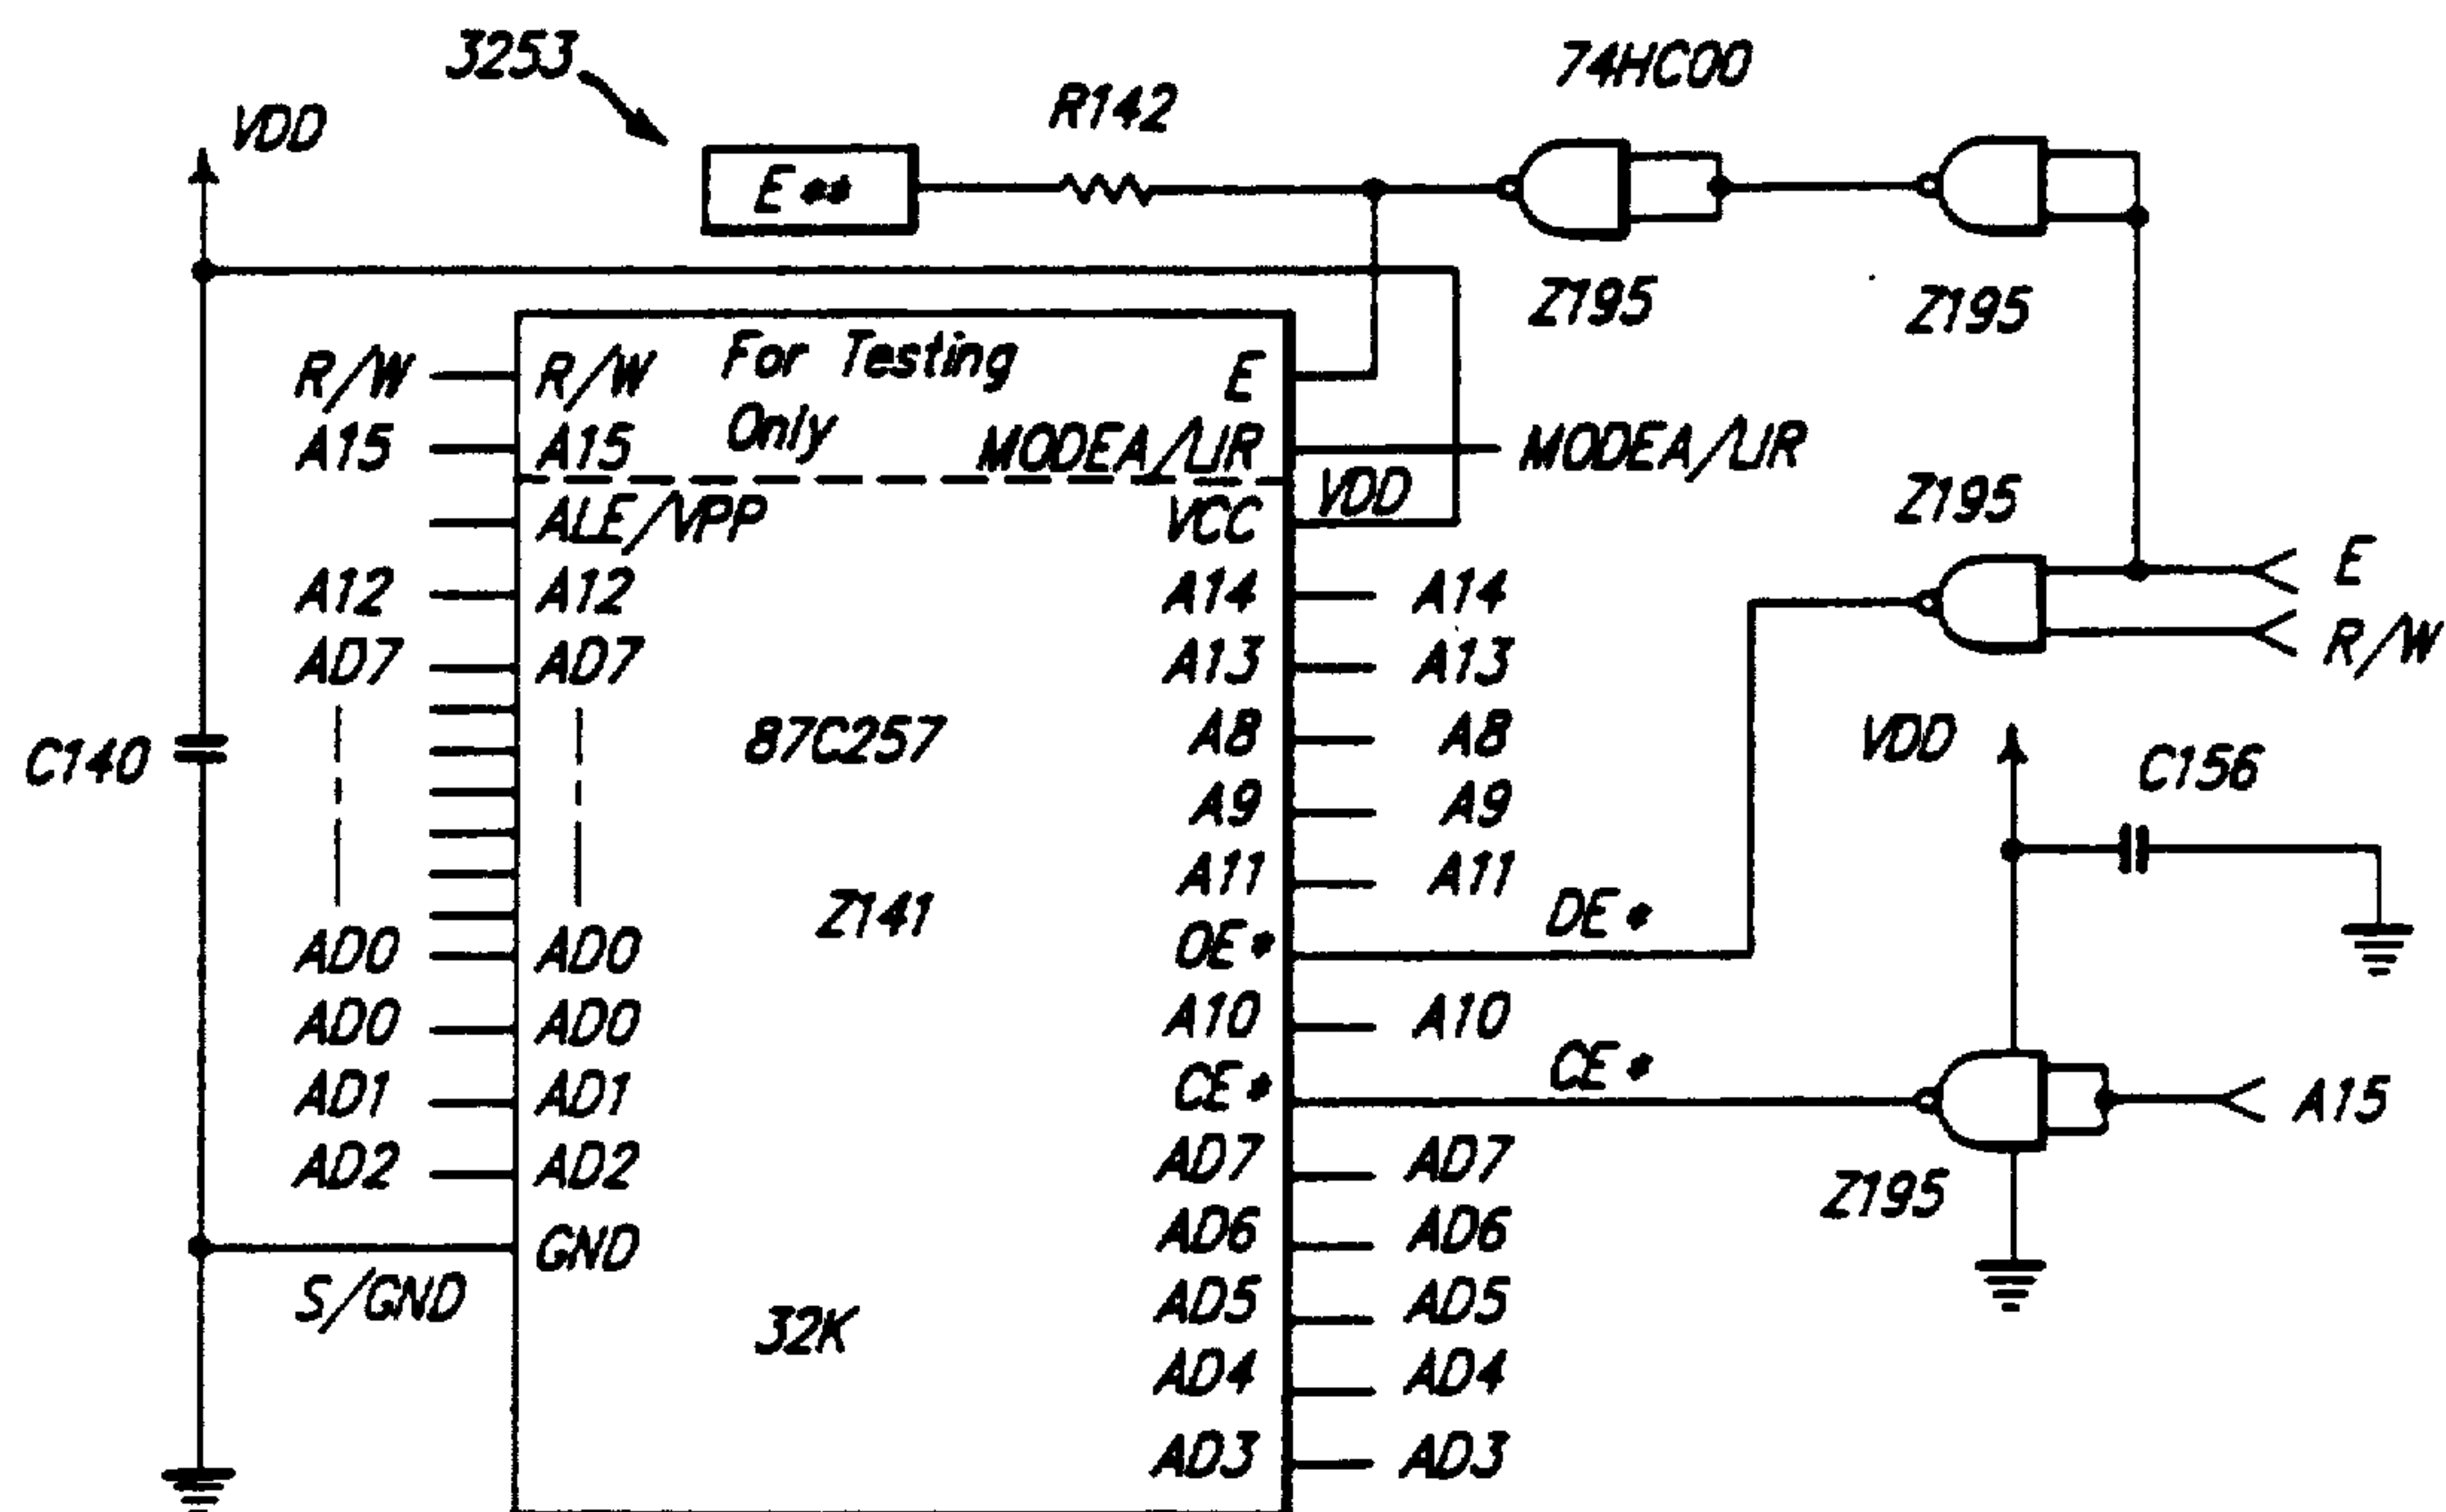 3253
74HC00
VDD
R142
E**
Z195
Z195
R/W
R/W
For Testing
Only
E
A15
A15
MODEA/LIR
MODEA/LIR
ALE/VPP
VCC
VDD
Z195
A12
A12
A14
A14
E
AD7
AD7
A13
A13
R/W
C140
87C257
A8
A8
VDD
C156
A9
A9
Z141
A11
A11
AD0
AD0
OE*
OE*
AD0
AD0
A10
A10
AD1
AD1
CE*
CE*
A15
AD2
AD2
AD7
AD7
Z195
GND
AD6
AD6
S/GND
32K
AD5
AD5
AD4
AD4
AD3
AD3